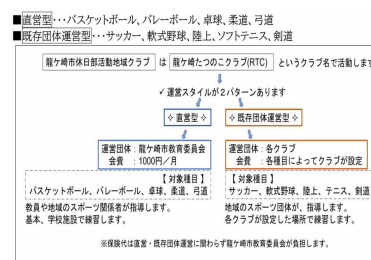 ■直営型・・・バスケットボール、バレーボール、卓球、柔道、弓道
■既存団体運営型・・・サッカー、軟式野球、陸上、ソフトテニス、剣道
龍ケ崎市休日部活動地域クラブ は 龍ケ崎たつのこクラブ(RTC) というクラブ名で活動しま
✓ 運営スタイルが2パターンあります
✧ 直営型 ✧
✧ 既存団体運営型 ✧
運営団体：龍ケ崎市教育委員会
会費 ：1000円／月
運営団体：各クラブ
会費 ：各種目によってクラブが設定
【 対象種目 】
バスケットボール、バレーボール、卓球、柔道、弓道
【 対象種目 】
サッカー、軟式野球、陸上、テニス、剣道
教員や地域のスポーツ関係者が指導します。
基本、学校施設で練習します。
地域のスポーツ団体が、指導します。
各クラブが設定した場所で練習します。
※保険代は直営・既存団体運営に関わらず龍ケ崎市教育委員会が負担します。